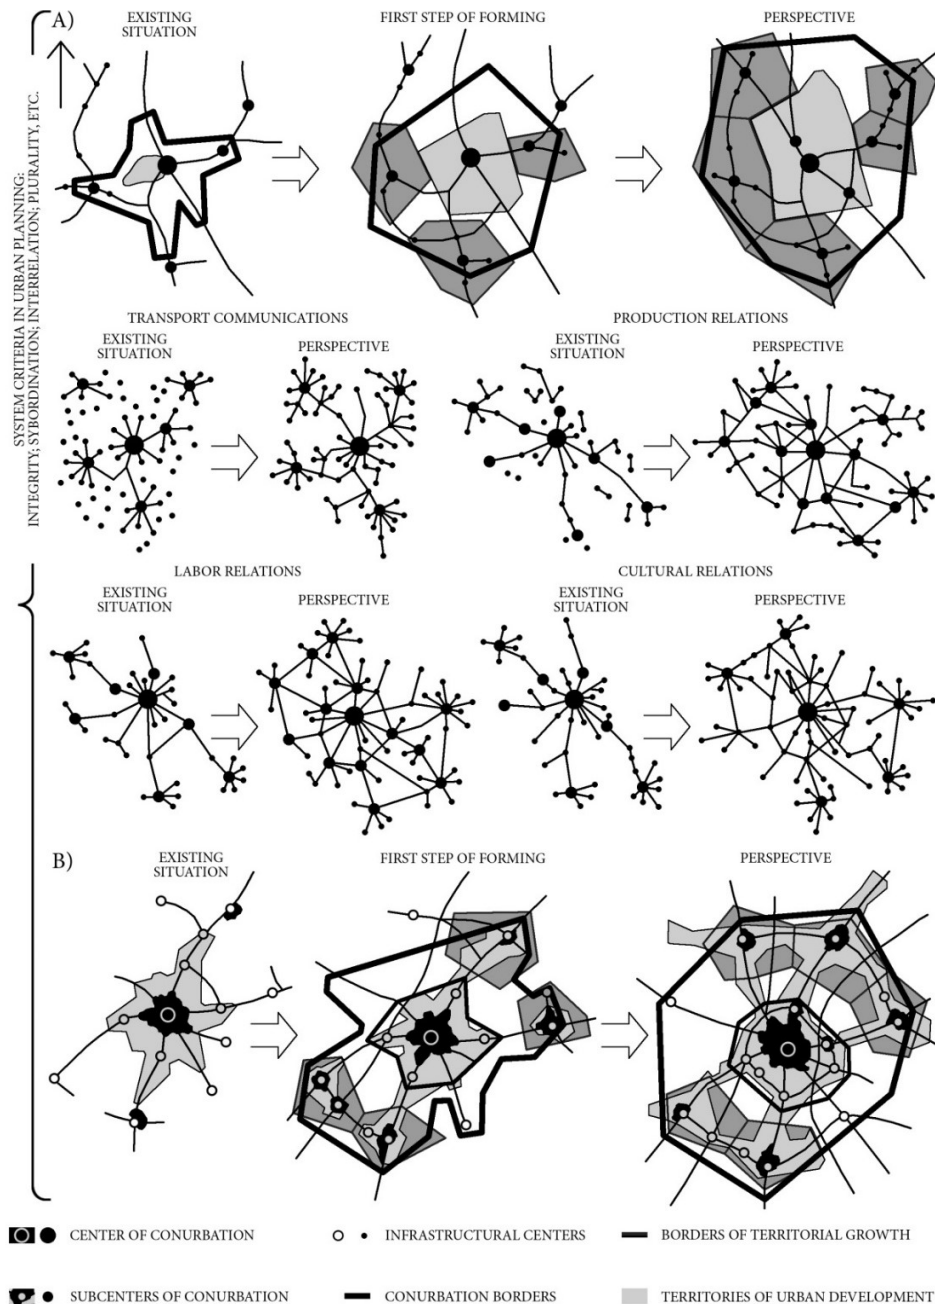 A)
EXISTING
SITUATION
FIRST STEP OF FORMING
PERSPECTIVE
SYSTEM CRITERIA IN URBAN PLANNING:
INTEGRITY; SYBORDINATION; INTERRELATION; PLURALITY, ETC.
TRANSPORT COMMUNICATIONS
PRODUCTION RELATIONS
EXISTING
SITUATION
PERSPECTIVE
EXISTING
SITUATION
PERSPECTIVE
LABOR RELATIONS
CULTURAL RELATIONS
EXISTING
SITUATION
PERSPECTIVE
EXISTING
SITUATION
PERSPECTIVE
B)
EXISTING
SITUATION
FIRST STEP OF FORMING
PERSPECTIVE
CENTER OF CONURBATION
INFRASTRUCTURAL CENTERS
BORDERS OF TERRITORIAL GROWTH
SUBCENTERS OF CONURBATION
CONURBATION BORDERS
TERRITORIES OF URBAN DEVELOPMENT